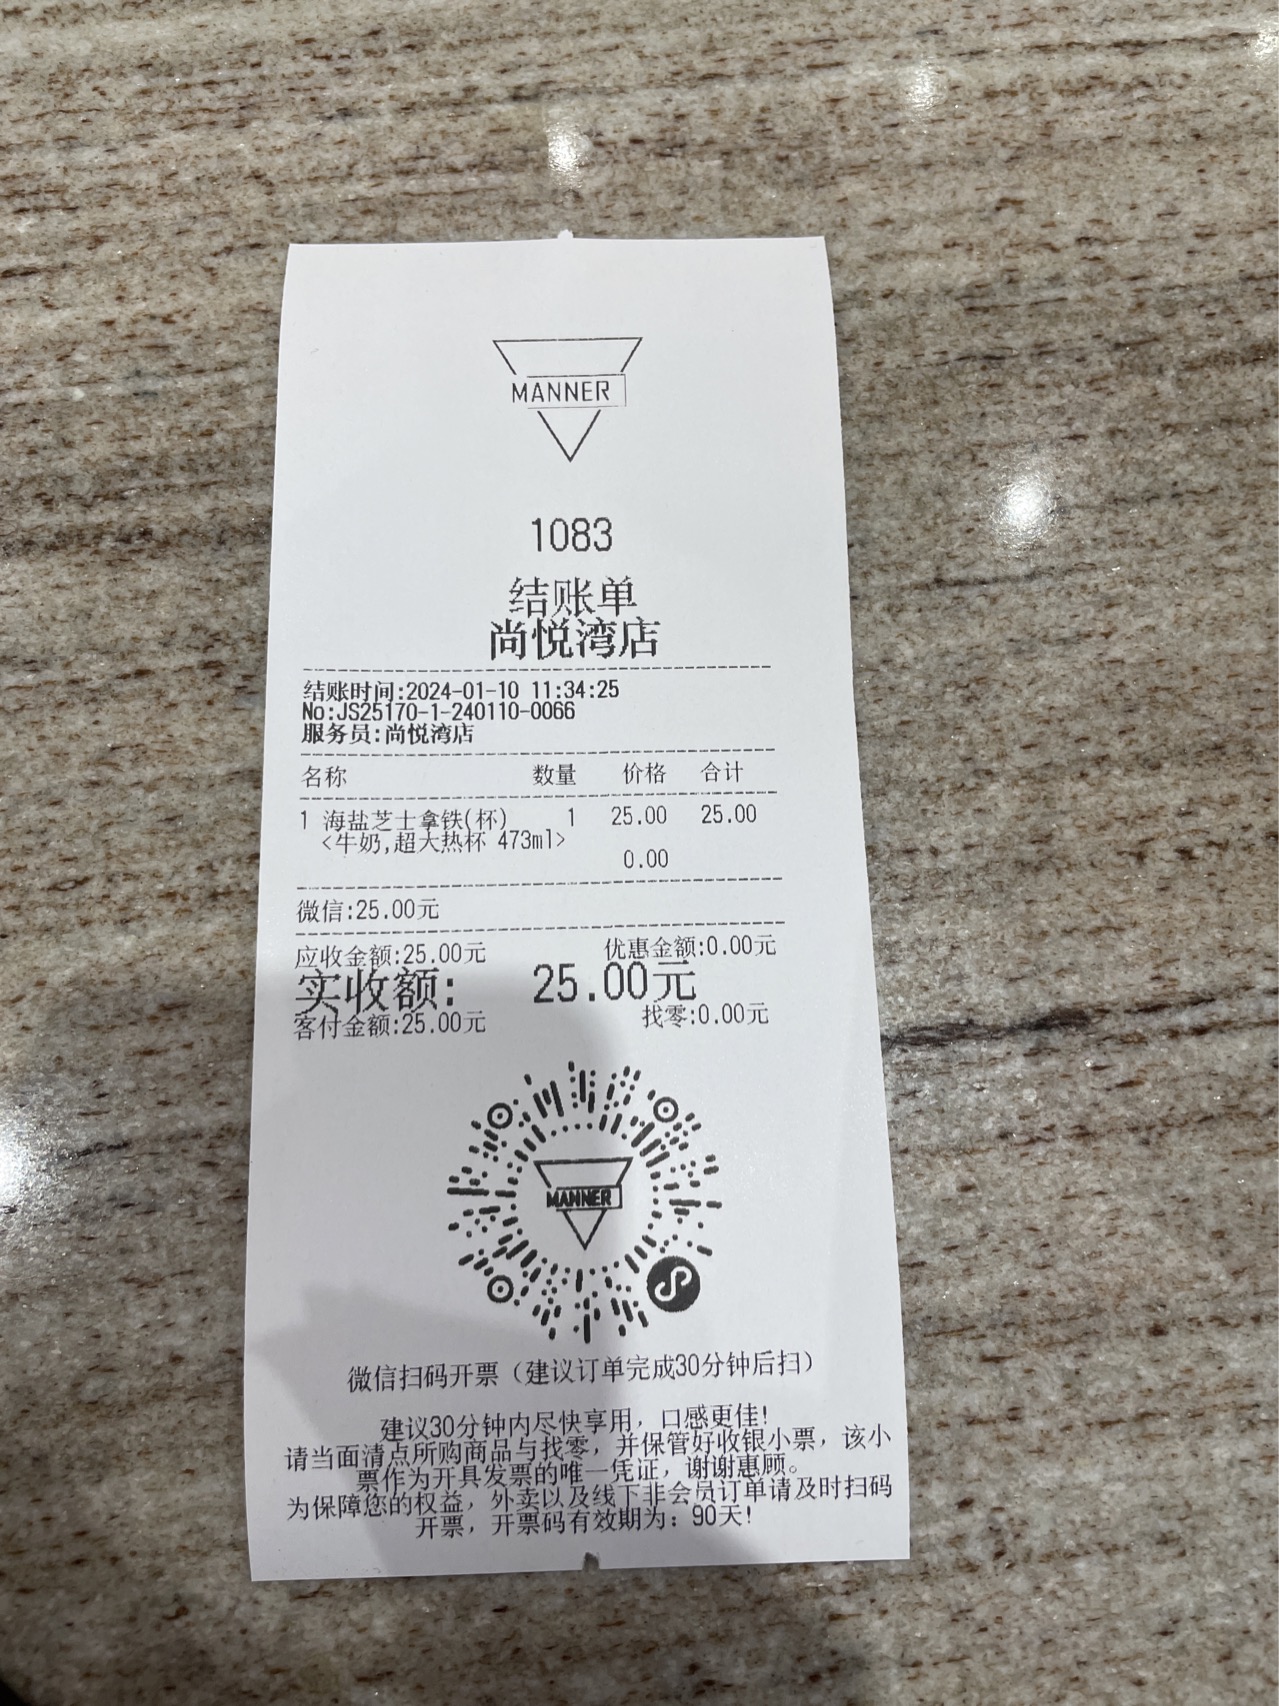 MANNER
1083
结账单
尚悦湾店
结账时间:2024-01-10 11:34:25
No:JS25170-1-240110-0066
服务员:尚悦湾店
名称 数量 价格 合计
1 海盐芝士拿铁(杯) 1 25.00 25.00
<牛奶,超大热杯 473ml>
0.00
微信:25.00元
应收金额:25.00元 优惠金额:0.00元
实收额: 25.00元
客付金额:25.00元 找零:0.00元
MANNER
微信扫码开票（建议订单完成30分钟后扫）
建议30分钟内尽快享用，口感更佳!
请当面清点所购商品与找零，并保管好收银小票，该小
票作为开具发票的唯一凭证，谢谢惠顾。
为保障您的权益，外卖以及线下非会员订单请及时扫码
开票，开票码有效期为：90天!